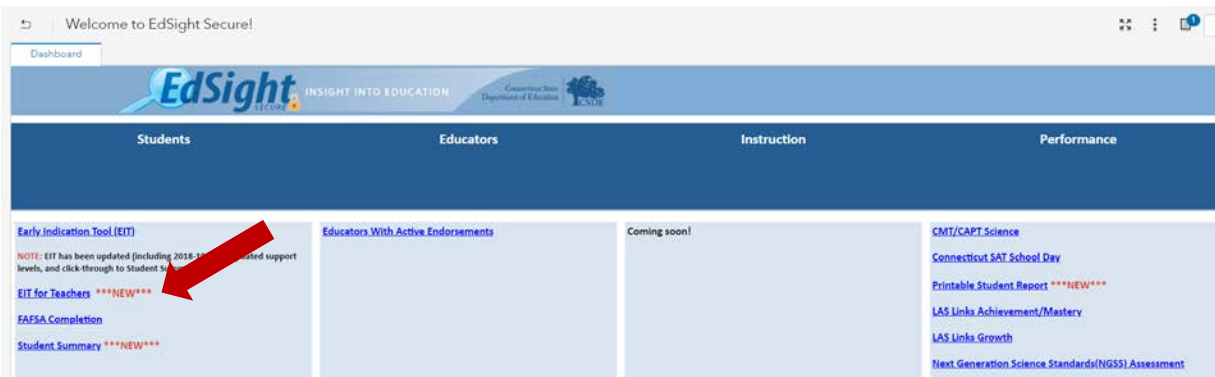 Welcome to EdSight Secure!
1
Dashboard
EdSight
SECURE
INSIGHT INTO EDUCATION
Connecticut State
Department of Education
CSDE
Students
Educators
Instruction
Performance
Early Indication Tool (EIT)
NOTE: EIT has been updated (including 2018-
levels, and click-through to Student
support
EIT for Teachers ***NEW***
FAFSA Completion
Student Summary ***NEW***
Educators With Active Endorsements
Coming soon!
CMT/CAPT Science
Connecticut SAT School Day
Printable Student Report ***NEW***
LAS Links Achievement/Mastery
LAS Links Growth
Next Generation Science Standards(NGSS) Assessment